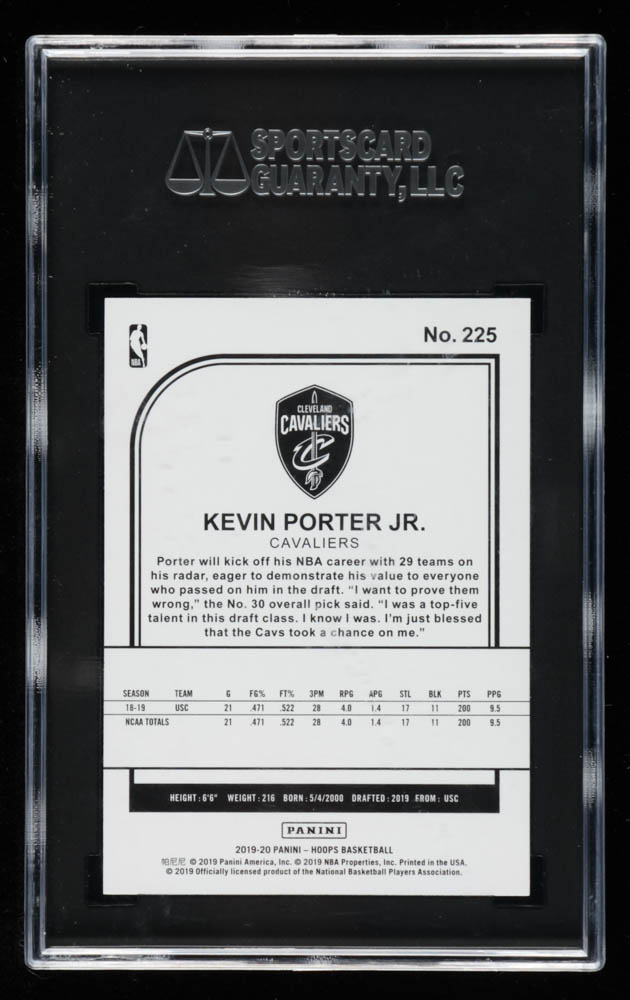 SPORTSCARD
GUARANTY, LLC
NBA
No. 225
CLEVELAND
CAVALIERS
C
KEVIN PORTER JR.
CAVALIERS
Porter will kick off his NBA career with 29 teams on
his radar, eager to demonstrate his value to everyone
who passed on him in the draft. “I want to prove them
wrong,” the No. 30 overall pick said. “I was a top-five
talent in this draft class. I know I was. I'm just blessed
that the Cavs took a chance on me.”
SEASON TEAM G FG% FT% 3PM RPG APG STL BLK PTS PPG
18-19 USC 21 .471 .522 28 4.0 1.4 17 11 200 9.5
NCAA TOTALS 21 .471 .522 28 4.0 1.4 17 11 200 9.5
HEIGHT: 6'6" WEIGHT: 216 BORN: 5/4/2000 DRAFTED: 2019 FROM: USC
PANINI
2019-20 PANINI – HOOPS BASKETBALL
帕尼尼 © 2019 Panini America, Inc. © 2019 NBA Properties, Inc. Printed in the USA.
© 2019 Officially licensed product of the National Basketball Players Association.